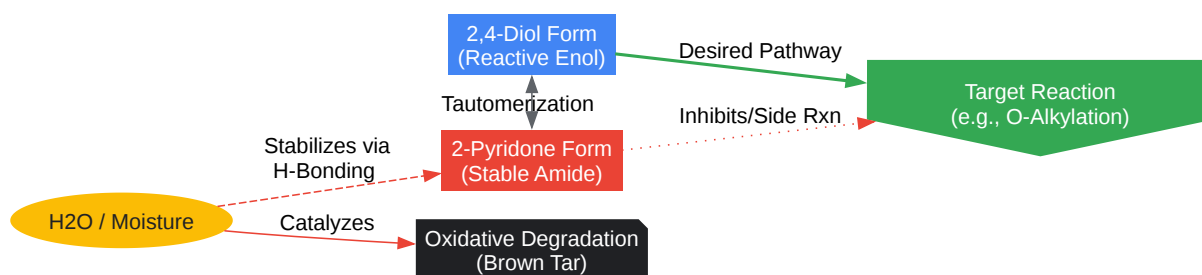 2,4-Diol Form
(Reactive Enol)
Desired Pathway
Target Reaction
(e.g., O-Alkylation)
Tautomerization
Inhibits/Side Rxn
Stabilizes via
H-Bonding
2-Pyridone Form
(Stable Amide)
H2O / Moisture
Catalyzes
Oxidative Degradation
(Brown Tar)